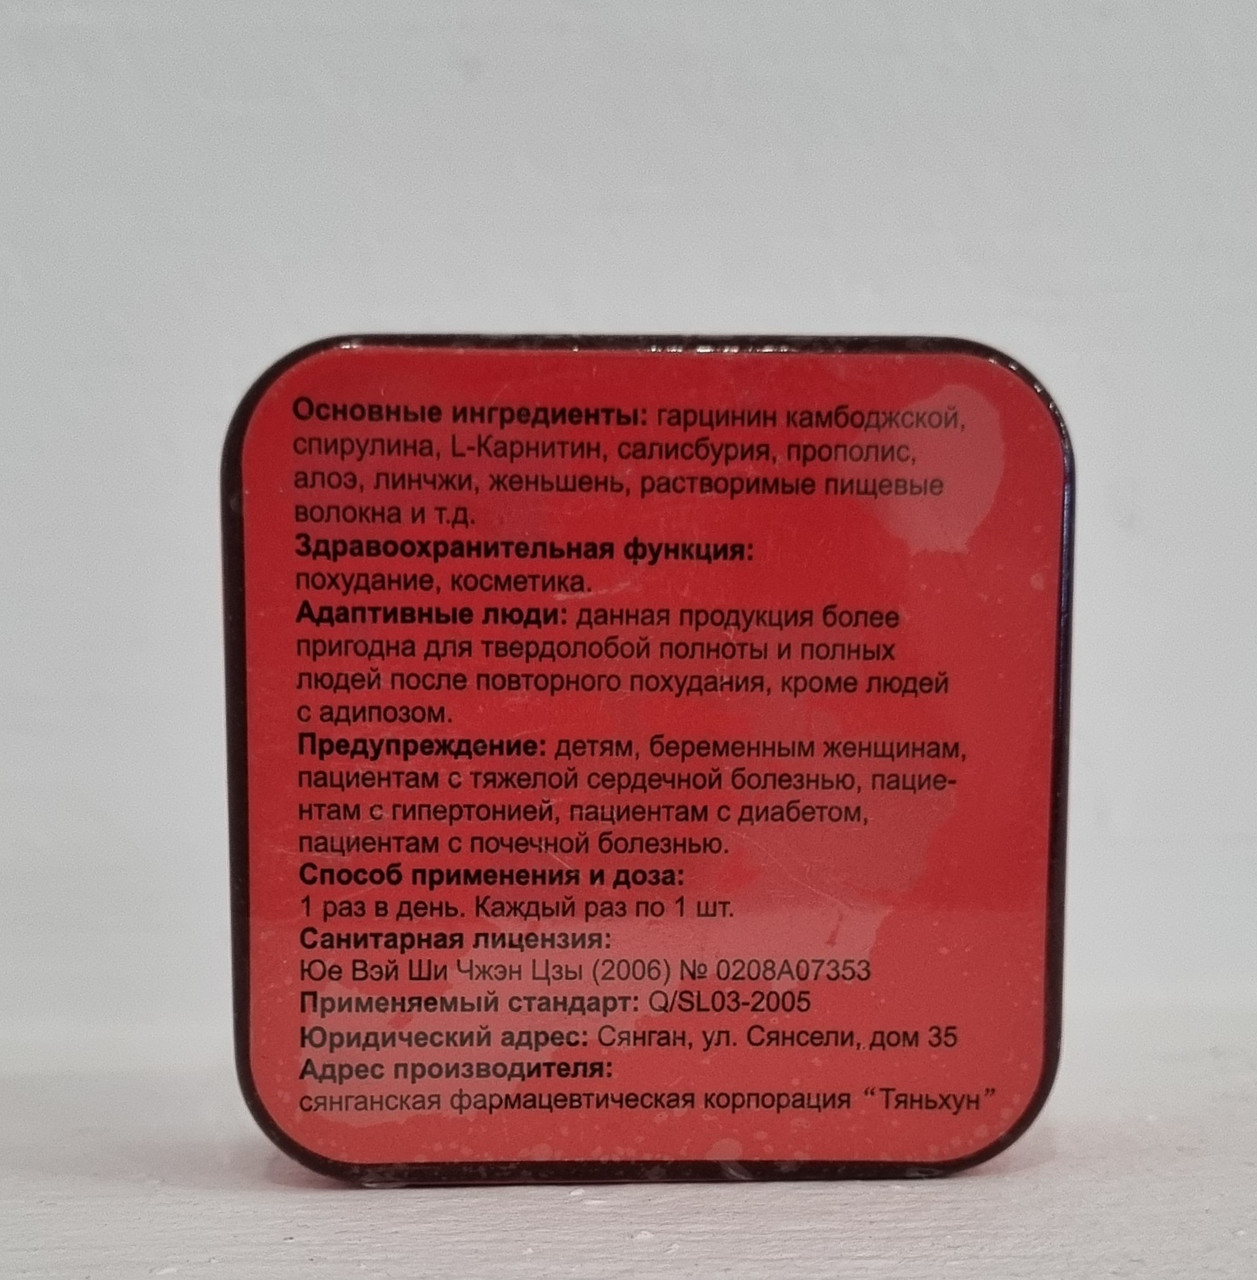 Основные ингредиенты: гарцинин камбоджской,
спирулина, L-Карнитин, салисбурия, прополис,
алоэ, линчжи, женьшень, растворимые пищевые
волокна и т.д.
Здравоохранительная функция:
похудание, косметика.
Адаптивные люди: данная продукция более
пригодна для твердолобой полноты и полных
людей после повторного похудания, кроме людей
с адипозом.
Предупреждение: детям, беременным женщинам,
пациентам с тяжелой сердечной болезнью, пацие-
нтам с гипертонией, пациентам с диабетом,
пациентам с почечной болезнью.
Способ применения и доза:
1 раз в день. Каждый раз по 1 шт.
Санитарная лицензия:
Юе Вэй Ши Чжэн Цзы (2006) № 0208A07353
Применяемый стандарт: Q/SL03-2005
Юридический адрес: Сянган, ул. Сянсели, дом 35
Адрес производителя:
сянганская фармацевтическая корпорация “Тяньхун”